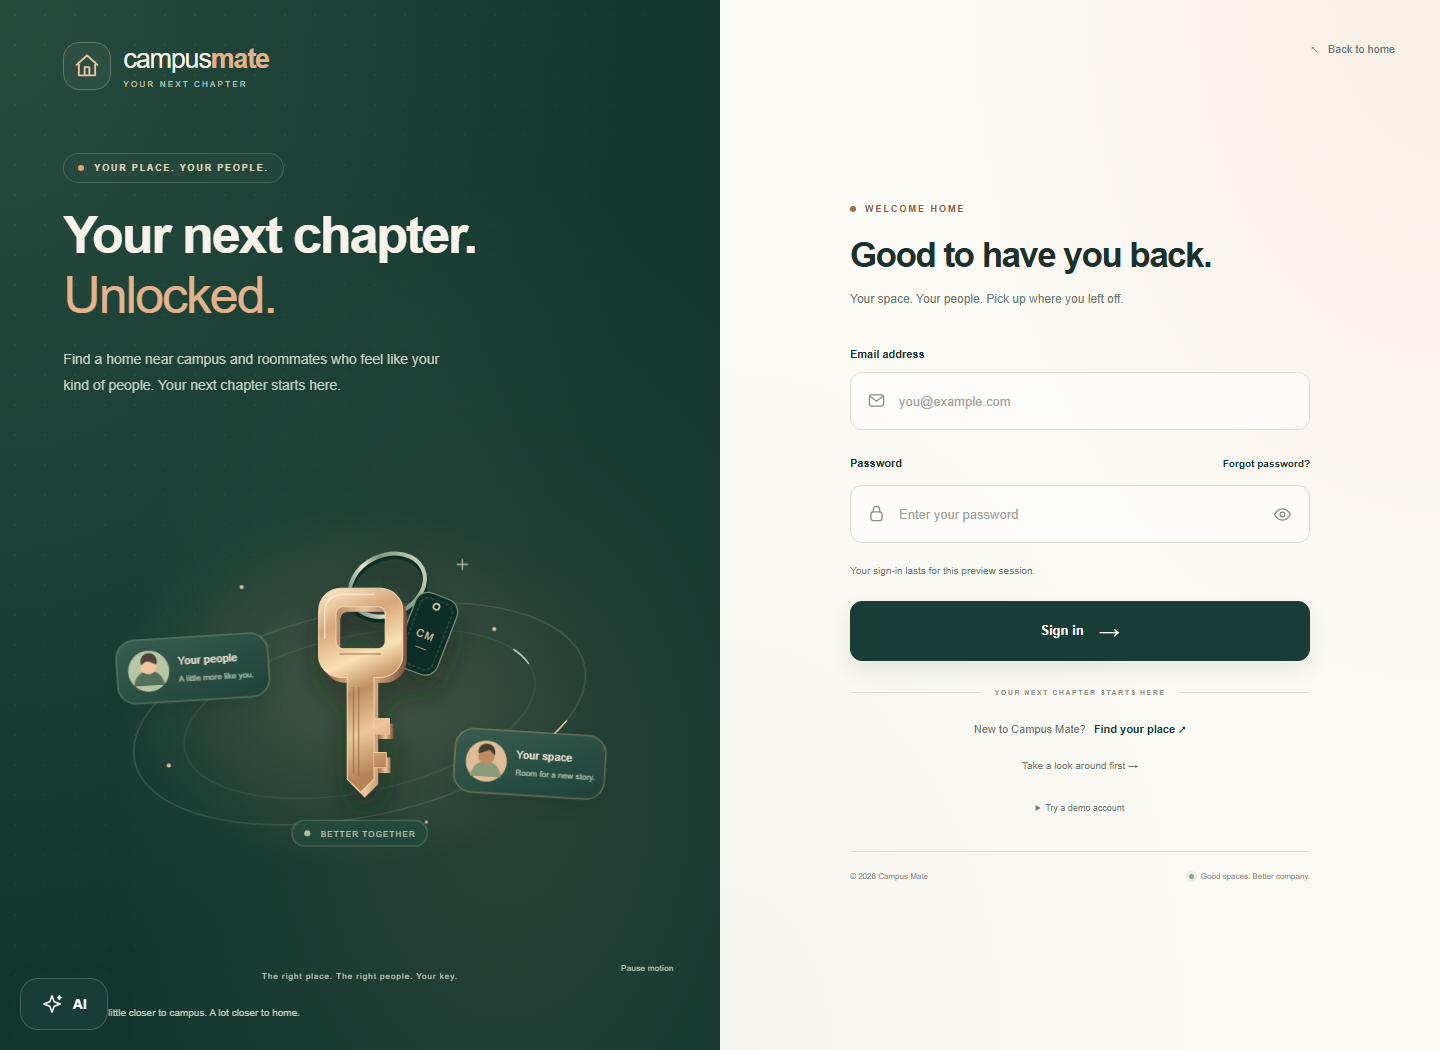 campusmate
YOUR NEXT CHAPTER
YOUR PLACE. YOUR PEOPLE.
Your next chapter.
Unlocked.
Find a home near campus and roommates who feel like your
kind of people. Your next chapter starts here.
CM
Your people
A little more like you.
Your space
Room for a new story.
BETTER TOGETHER
The right place. The right people. Your key.
Pause motion
AI
little closer to campus. A lot closer to home.
Back to home
WELCOME HOME
Good to have you back.
Your space. Your people. Pick up where you left off.
Email address
you@example.com
Password Forgot password?
Enter your password
Your sign-in lasts for this preview session.
Sign in →
YOUR NEXT CHAPTER STARTS HERE
New to Campus Mate? Find your place ↗
Take a look around first →
Try a demo account
© 2026 Campus Mate Good spaces. Better company.